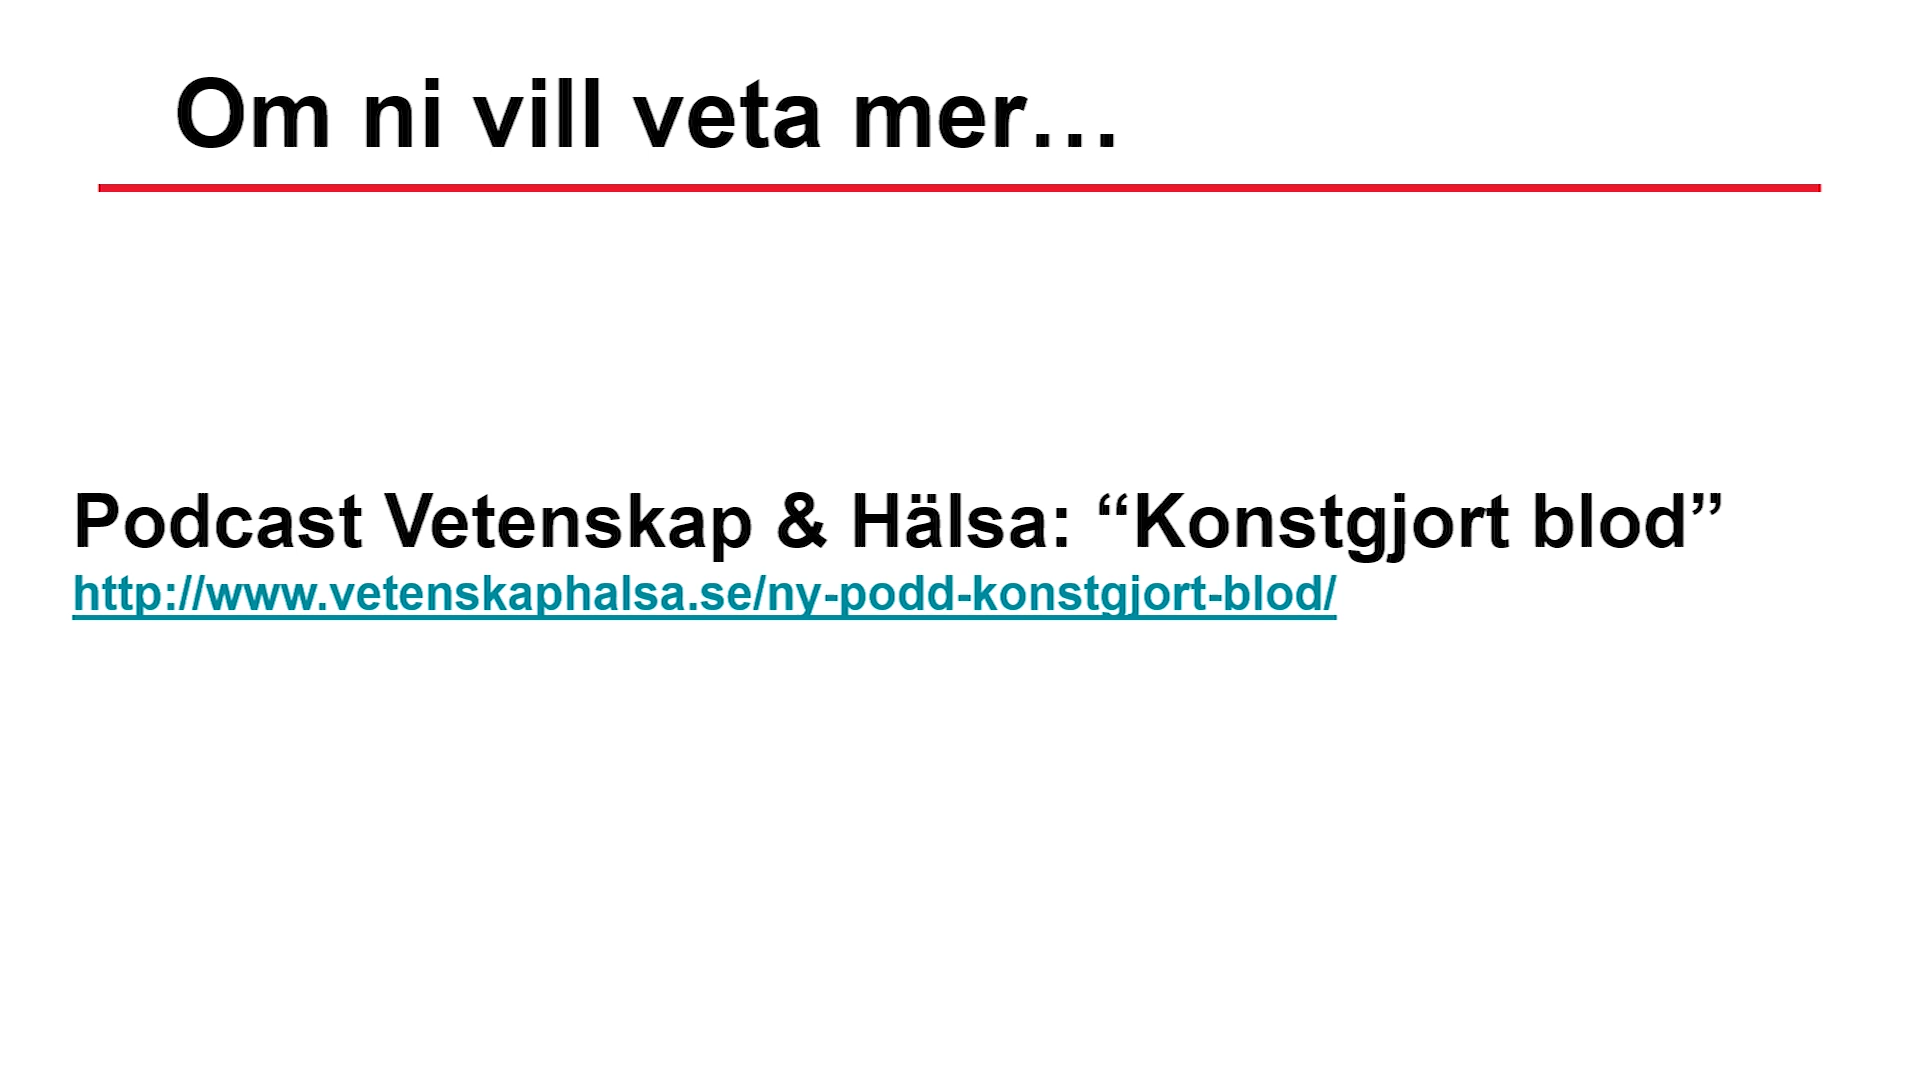 Om ni vill veta mer…
Podcast Vetenskap & Hälsa: “Konstgjort blod”
http://www.vetenskaphalsa.se/ny-podd-konstgjort-blod/